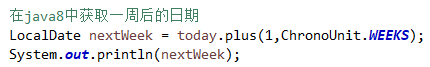 在java8中获取一周后的日期
LocalDate nextWeek = today.plus(1,ChronoUnit.WEEKS);
System.out.println(nextWeek);